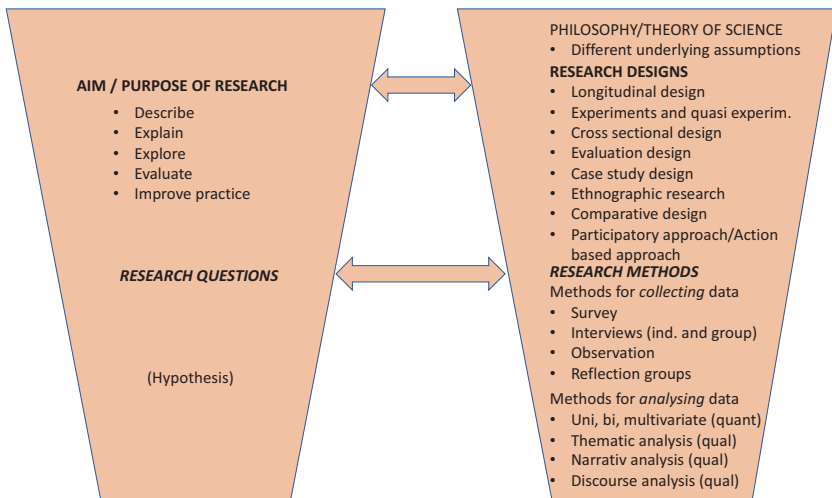 AIM / PURPOSE OF RESEARCH
• Describe
• Explain
• Explore
• Evaluate
• Improve practice
RESEARCH QUESTIONS
(Hypothesis)
PHILOSOPHY/THEORY OF SCIENCE
• Different underlying assumptions
RESEARCH DESIGNS
• Longitudinal design
• Experiments and quasi experim.
• Cross sectional design
• Evaluation design
• Case study design
• Ethnographic research
• Comparative design
• Participatory approach/Action
based approach
RESEARCH METHODS
Methods for collecting data
• Survey
• Interviews (ind. and group)
• Observation
• Reflection groups
Methods for analysing data
• Uni, bi, multivariate (quant)
• Thematic analysis (qual)
• Narrativ analysis (qual)
• Discourse analysis (qual)